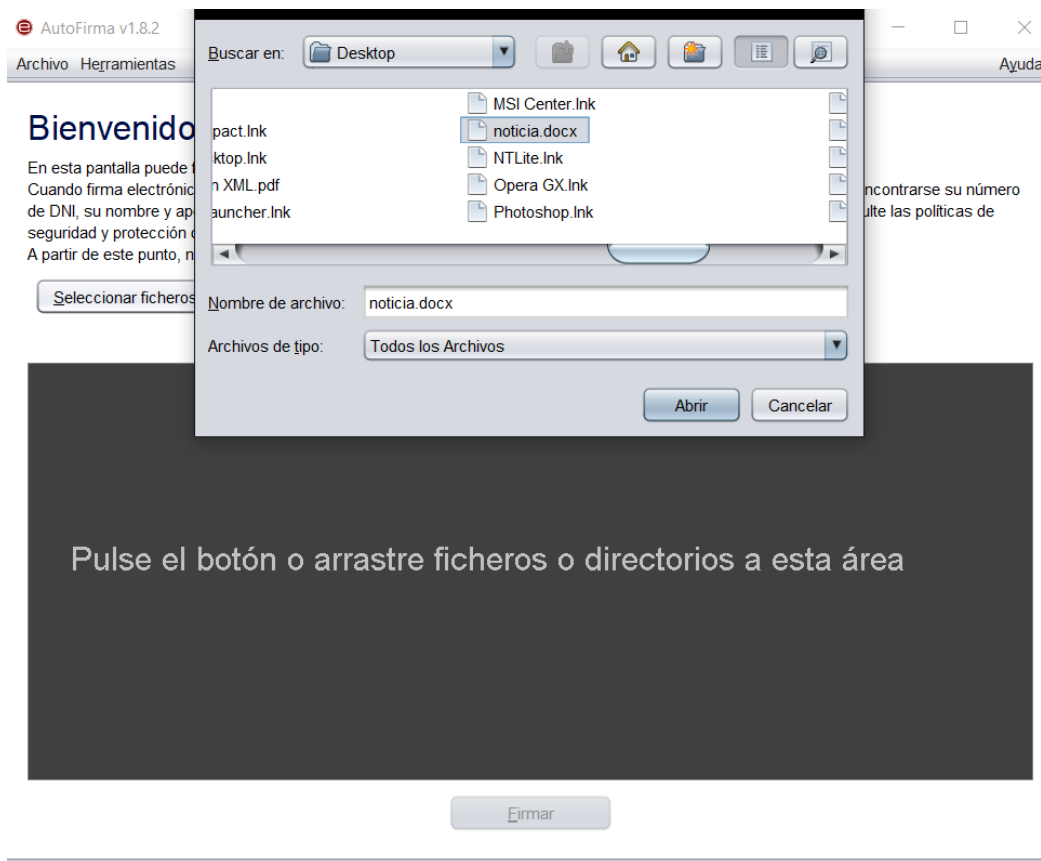 AutoFirma v1.8.2
Archivo Herramientas
Ayuda
Buscar en: Desktop
MSI Center.lnk
pact.lnk noticia.docx
ktop.lnk NTLite.lnk
n XML.pdf Opera GX.lnk
auncher.lnk Photoshop.lnk
Nombre de archivo: noticia.docx
Archivos de tipo: Todos los Archivos
Abrir Cancelar
Bienvenido
En esta pantalla puede f
Cuando firma electrónic ncontrarse su número
de DNI, su nombre y ap ulte las políticas de
seguridad y protección
A partir de este punto, n
Seleccionar ficheros
Pulse el botón o arrastre ficheros o directorios a esta área
Firmar